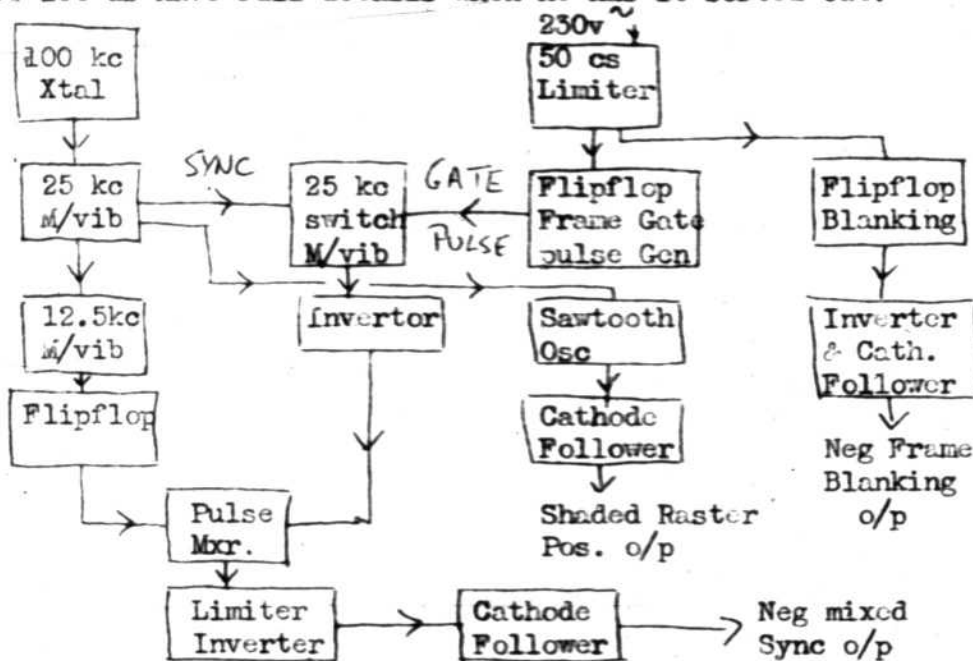 230v ~
100 kc
Xtal
50 cs
Limiter
25 kc
M/vib
SYNC
25 kc
switch
M/vib
GATE
PULSE
Flipflop
Frame Gate
pulse Gen
Flipflop
Blanking
12.5kc
M/vib
Invertor
Sawtooth
Osc
Inverter
& Cath.
Follower
Flipflop
Cathode
Follower
Neg Frame
Blanking
o/p
Pulse
Mxr.
Shaded Raster
Pos. o/p
Limiter
Inverter
Cathode
Follower
Neg mixed
Sync o/p